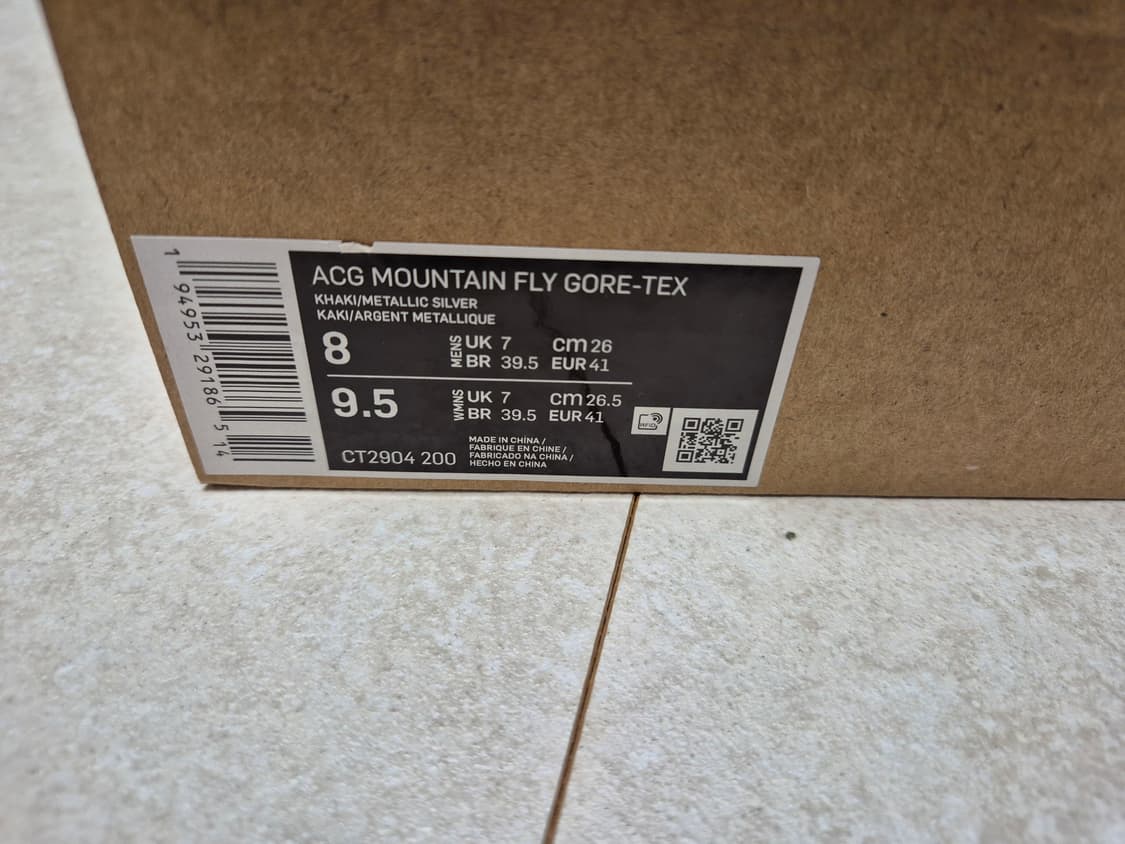 1 94953 29186 5 14
ACG MOUNTAIN FLY GORE-TEX
KHAKI/METALLIC SILVER
KAKI/ARGENT METALLIQUE
8 MENS UK 7 cm 26
BR 39.5 EUR 41
9.5 WMNS UK 7 cm 26.5
BR 39.5 EUR 41
CT2904 200
MADE IN CHINA /
FABRIQUE EN CHINE /
FABRICADO NA CHINA /
HECHO EN CHINA
RFID